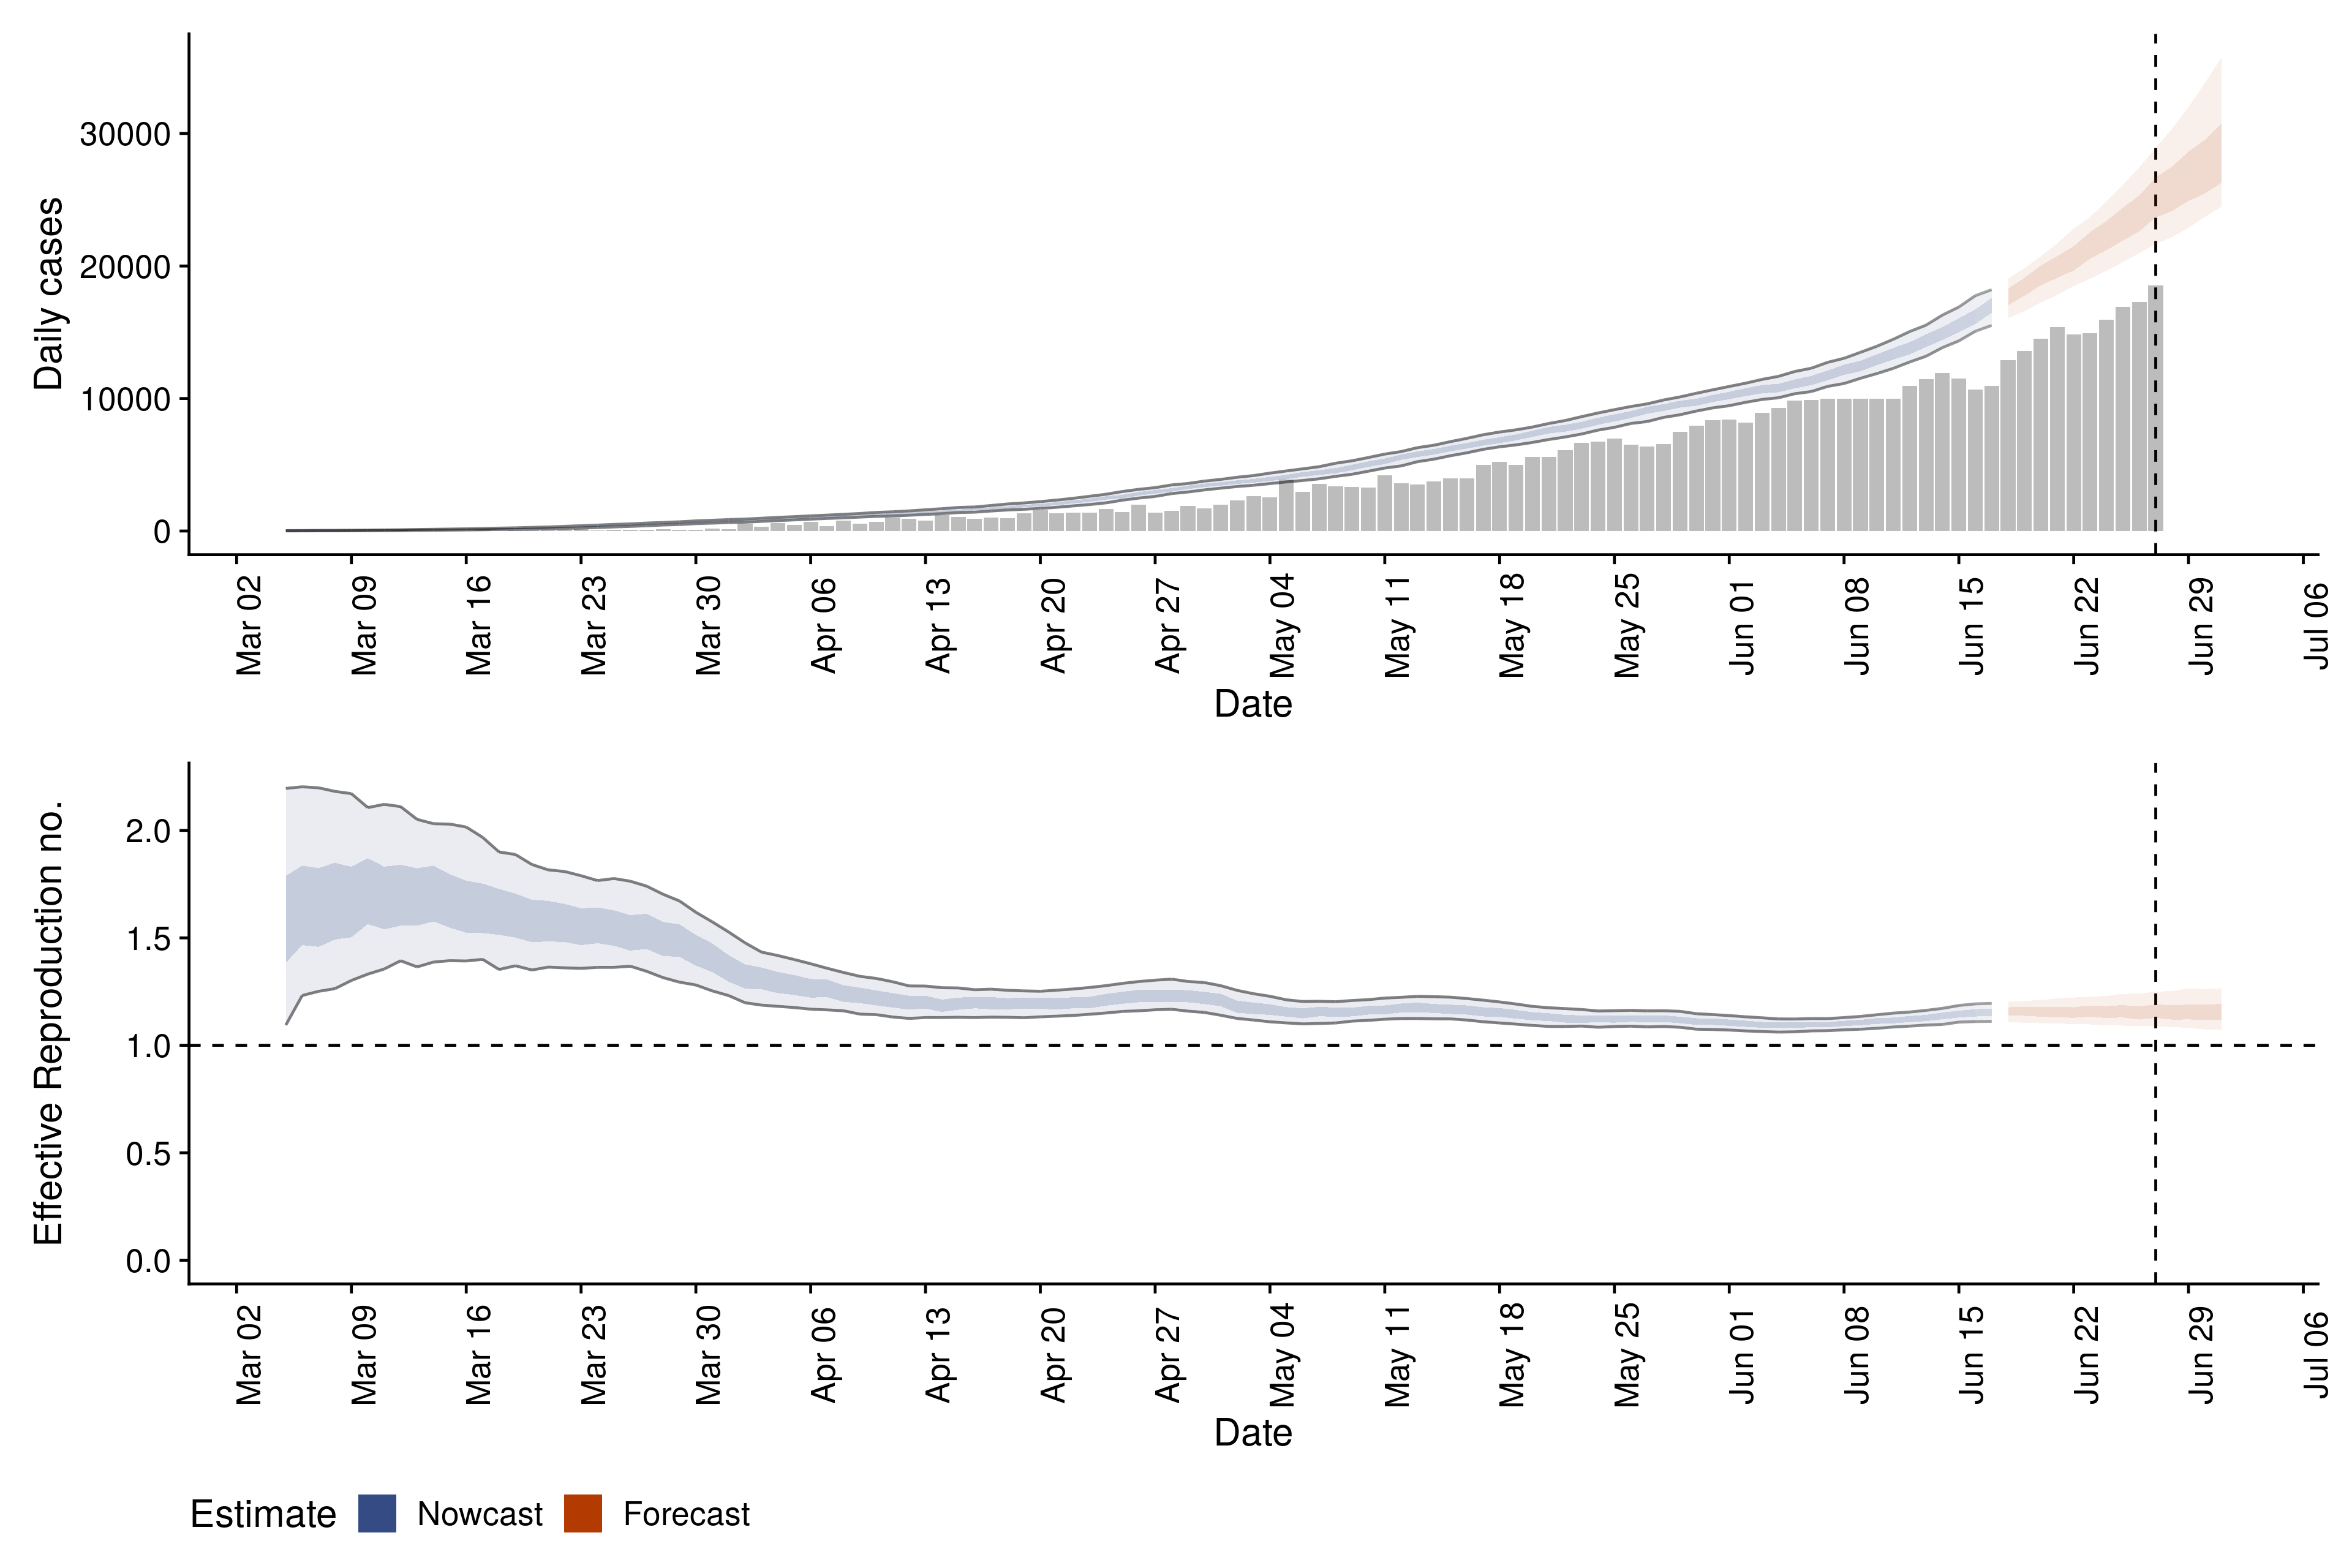 Daily cases
30000
20000
10000
0
Mar 02 Mar 09 Mar 16 Mar 23 Mar 30 Apr 06 Apr 13 Apr 20 Apr 27 May 04 May 11 May 18 May 25 Jun 01 Jun 08 Jun 15 Jun 22 Jun 29 Jul 06
Date
Effective Reproduction no.
2.0
1.5
1.0
0.5
0.0
Mar 02 Mar 09 Mar 16 Mar 23 Mar 30 Apr 06 Apr 13 Apr 20 Apr 27 May 04 May 11 May 18 May 25 Jun 01 Jun 08 Jun 15 Jun 22 Jun 29 Jul 06
Date
Estimate Nowcast Forecast